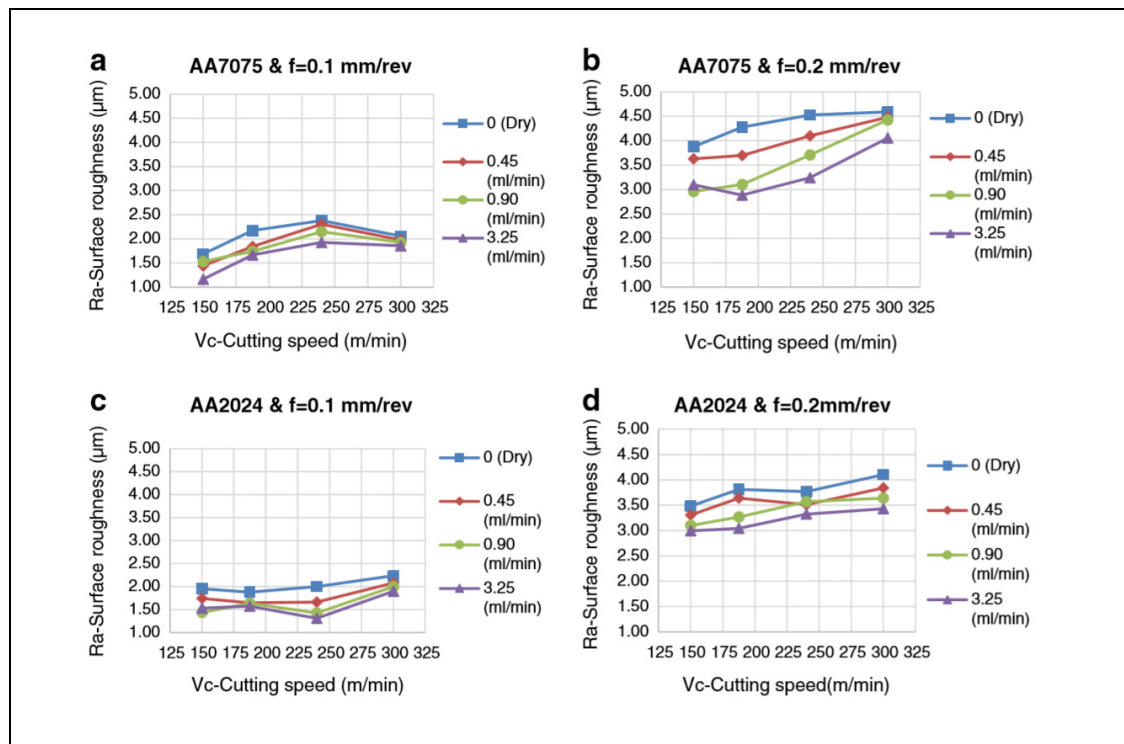 a
AA7075 & f=0.1 mm/rev
Ra-Surface roughness (µm)
5.00
4.50
4.00
3.50
3.00
2.50
2.00
1.50
1.00
125 150 175 200 225 250 275 300 325
Vc-Cutting speed (m/min)
0 (Dry)
0.45
(ml/min)
0.90
(ml/min)
3.25
(ml/min)
b
AA7075 & f=0.2 mm/rev
Ra-Surface roughness (µm)
5.00
4.50
4.00
3.50
3.00
2.50
2.00
1.50
1.00
125 150 175 200 225 250 275 300 325
Vc-Cutting speed (m/min)
0 (Dry)
0.45
(ml/min)
0.90
(ml/min)
3.25
(ml/min)
c
AA2024 & f=0.1 mm/rev
Ra-Surface roughness (µm)
5.00
4.50
4.00
3.50
3.00
2.50
2.00
1.50
1.00
125 150 175 200 225 250 275 300 325
Vc-Cutting speed (m/min)
0 (Dry)
0.45
(ml/min)
0.90
(ml/min)
3.25
(ml/min)
d
AA2024 & f=0.2mm/rev
Ra-Surface roughness (µm)
5.00
4.50
4.00
3.50
3.00
2.50
2.00
1.50
1.00
125 150 175 200 225 250 275 300 325
Vc-Cutting speed(m/min)
0 (Dry)
0.45
(ml/min)
0.90
(ml/min)
3.25
(ml/min)